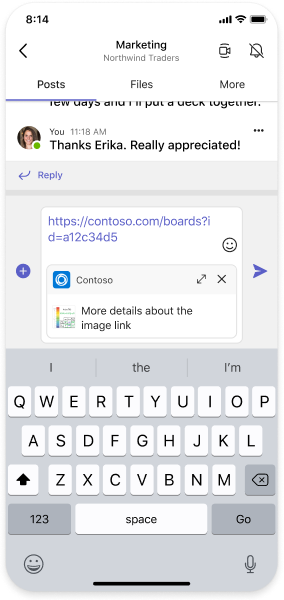 8:14
Marketing
Northwind Traders
Posts Files More
few days and I'll put a deck together.
You 11:18 AM
Thanks Erika. Really appreciated!
Reply
https://contoso.com/boards?i
d=a12c34d5
Contoso
More details about the
image link
I the I'm
Q W E R T Y U I O P
A S D F G H J K L
Z X C V B N M
123 space Go